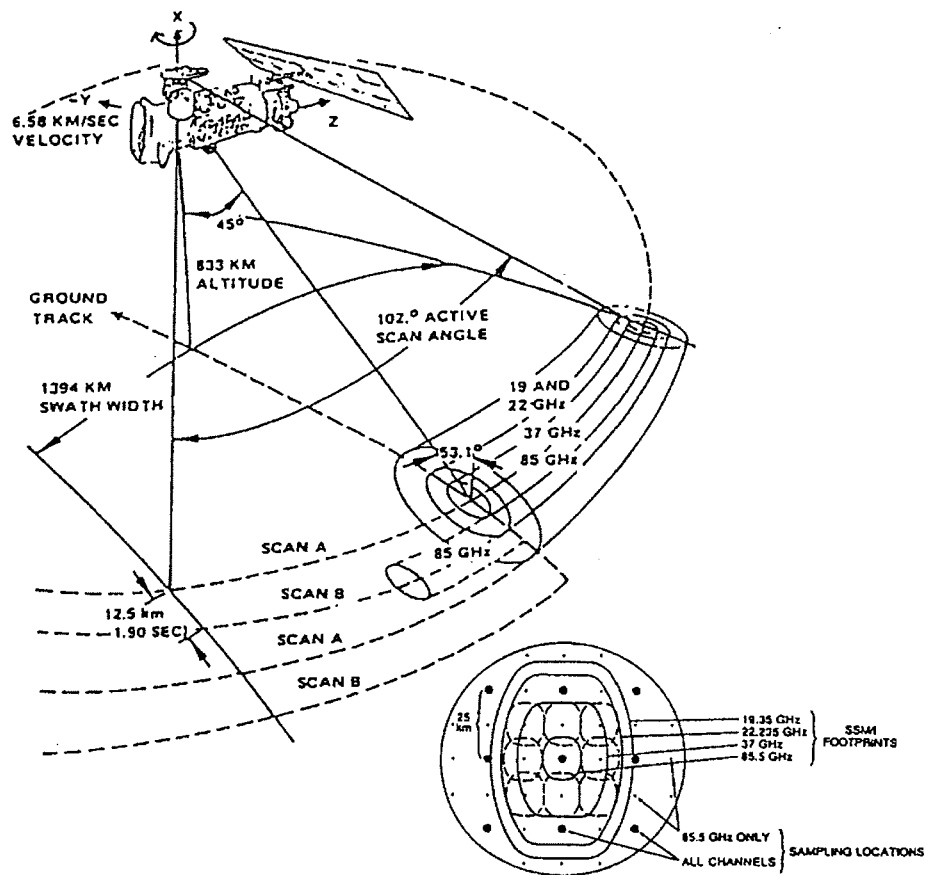 X
-Y
6.58 KM/SEC
VELOCITY
Z
45°
833 KM
ALTITUDE
GROUND
TRACK
102.° ACTIVE
SCAN ANGLE
1394 KM
SWATH WIDTH
19 AND
22 GHz
37 GHz
53.1°
85 GHz
SCAN A
85 GHz
SCAN B
12.5 km
1.90 SEC)
SCAN A
SCAN B
25
km
19.35 GHz
22.235 GHz
37 GHz
85.5 GHz
SSM/I
FOOTPRINTS
85.5 GHz ONLY
ALL CHANNELS
SAMPLING LOCATIONS